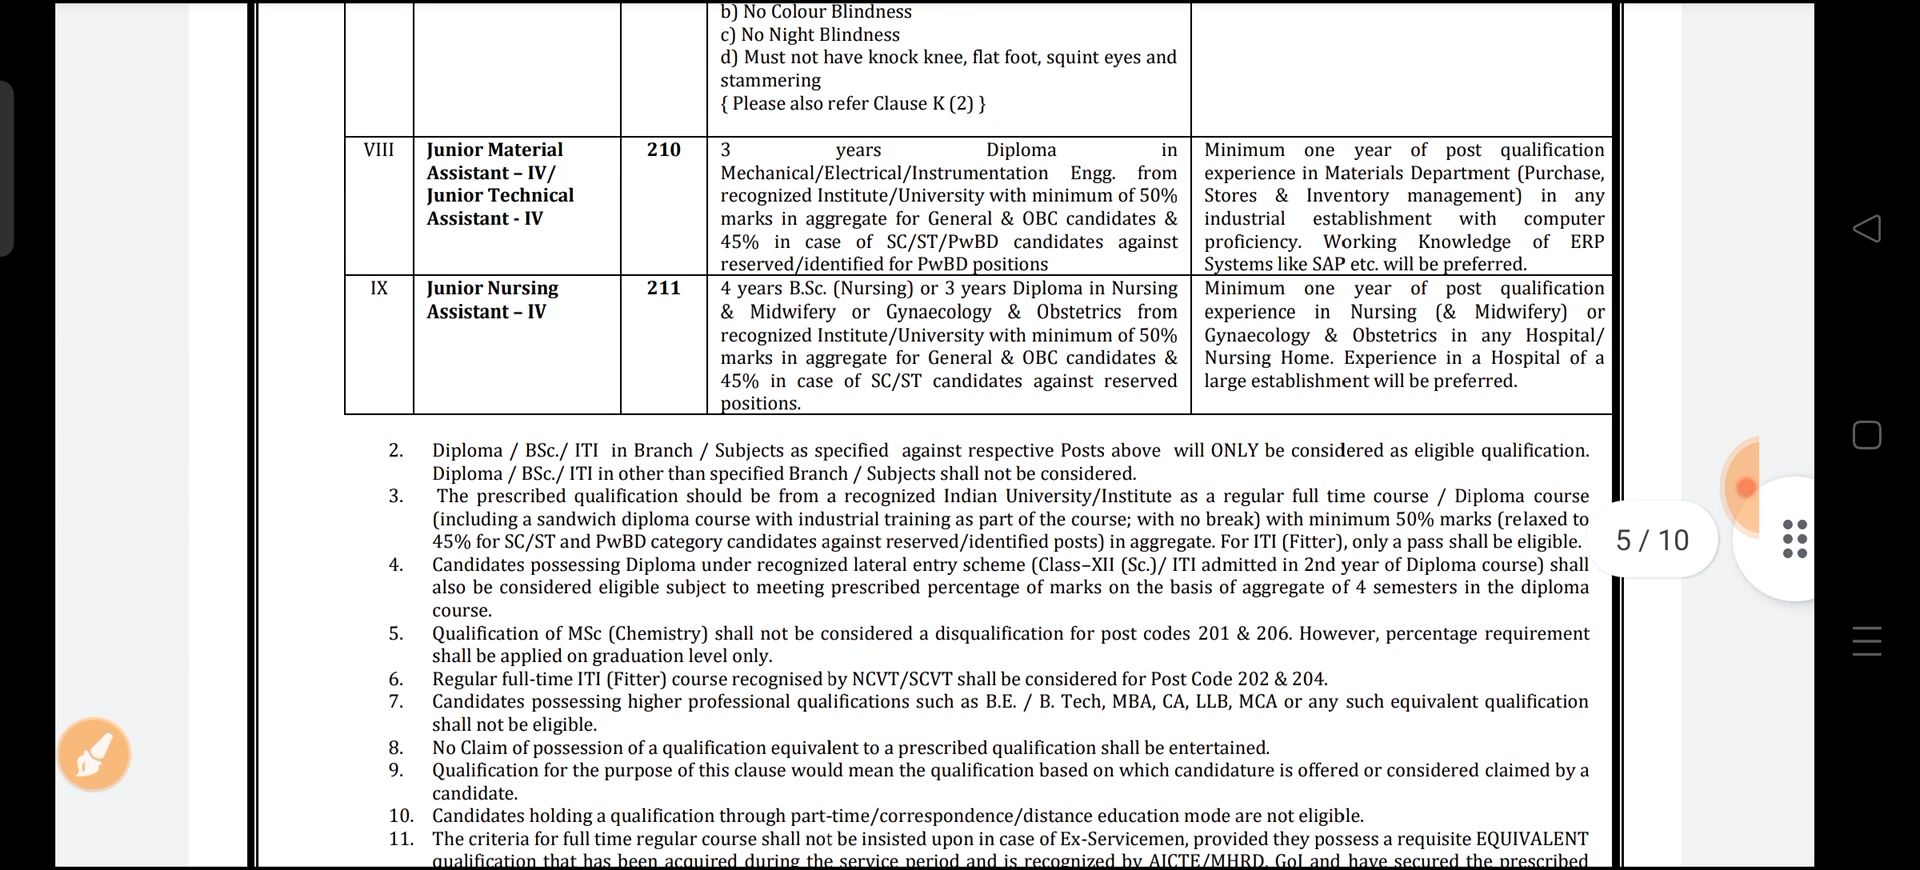 b) No Colour Blindness
c) No Night Blindness
d) Must not have knock knee, flat foot, squint eyes and
stammering
{ Please also refer Clause K (2) }
VIII
Junior Material
Assistant – IV/
Junior Technical
Assistant - IV
210
3 years Diploma in
Mechanical/Electrical/Instrumentation Engg. from
recognized Institute/University with minimum of 50%
marks in aggregate for General & OBC candidates &
45% in case of SC/ST/PwBD candidates against
reserved/identified for PwBD positions
Minimum one year of post qualification
experience in Materials Department (Purchase,
Stores & Inventory management) in any
industrial establishment with computer
proficiency. Working Knowledge of ERP
Systems like SAP etc. will be preferred.
IX
Junior Nursing
Assistant – IV
211
4 years B.Sc. (Nursing) or 3 years Diploma in Nursing
& Midwifery or Gynaecology & Obstetrics from
recognized Institute/University with minimum of 50%
marks in aggregate for General & OBC candidates &
45% in case of SC/ST candidates against reserved
positions.
Minimum one year of post qualification
experience in Nursing (& Midwifery) or
Gynaecology & Obstetrics in any Hospital/
Nursing Home. Experience in a Hospital of a
large establishment will be preferred.
2. Diploma / BSc./ ITI in Branch / Subjects as specified against respective Posts above will ONLY be considered as eligible qualification.
Diploma / BSc./ ITI in other than specified Branch / Subjects shall not be considered.
3. The prescribed qualification should be from a recognized Indian University/Institute as a regular full time course / Diploma course
(including a sandwich diploma course with industrial training as part of the course; with no break) with minimum 50% marks (relaxed to
45% for SC/ST and PwBD category candidates against reserved/identified posts) in aggregate. For ITI (Fitter), only a pass shall be eligible.
4. Candidates possessing Diploma under recognized lateral entry scheme (Class–XII (Sc.)/ ITI admitted in 2nd year of Diploma course) shall
also be considered eligible subject to meeting prescribed percentage of marks on the basis of aggregate of 4 semesters in the diploma
course.
5. Qualification of MSc (Chemistry) shall not be considered a disqualification for post codes 201 & 206. However, percentage requirement
shall be applied on graduation level only.
6. Regular full-time ITI (Fitter) course recognised by NCVT/SCVT shall be considered for Post Code 202 & 204.
7. Candidates possessing higher professional qualifications such as B.E. / B. Tech, MBA, CA, LLB, MCA or any such equivalent qualification
shall not be eligible.
8. No Claim of possession of a qualification equivalent to a prescribed qualification shall be entertained.
9. Qualification for the purpose of this clause would mean the qualification based on which candidature is offered or considered claimed by a
candidate.
10. Candidates holding a qualification through part-time/correspondence/distance education mode are not eligible.
11. The criteria for full time regular course shall not be insisted upon in case of Ex-Servicemen, provided they possess a requisite EQUIVALENT
qualification that has been acquired during the service period and is recognized by AICTE/MHRD, GoI and have secured the prescribed
5 / 10